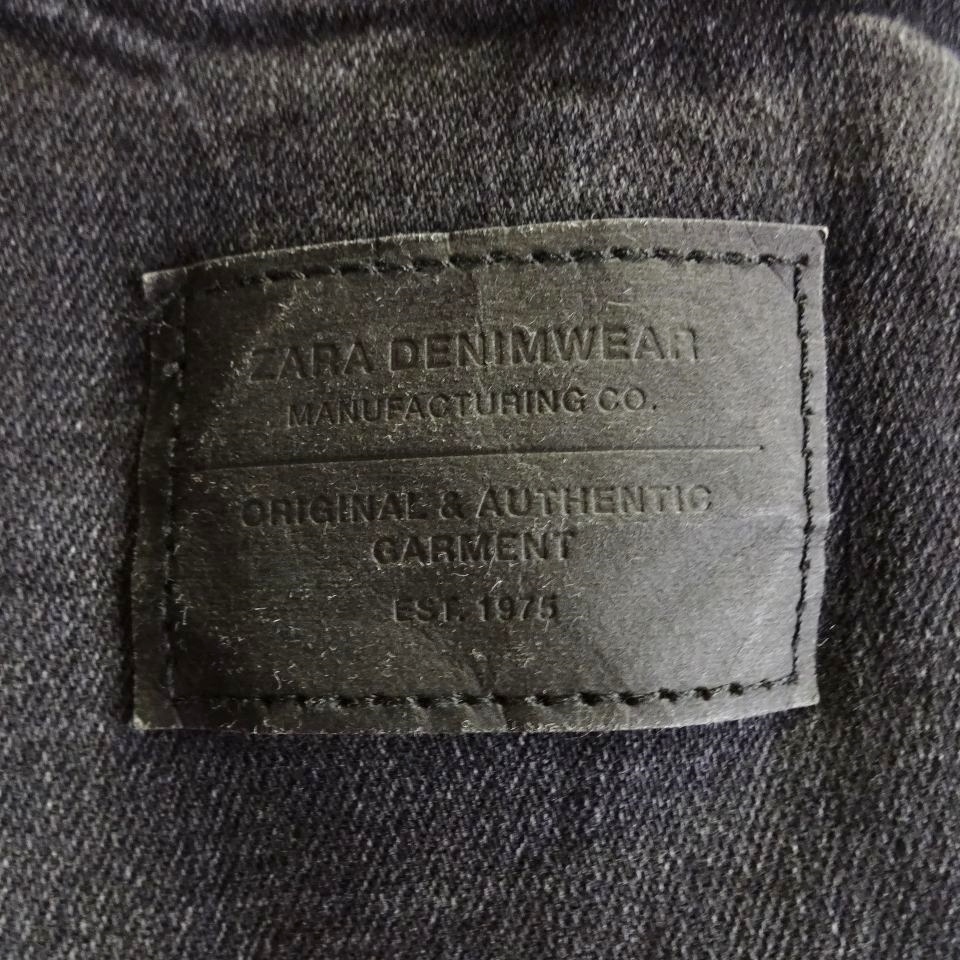 ZARA DENIMWEAR
MANUFACTURING CO.
ORIGINAL & AUTHENTIC
GARMENT
EST. 1975